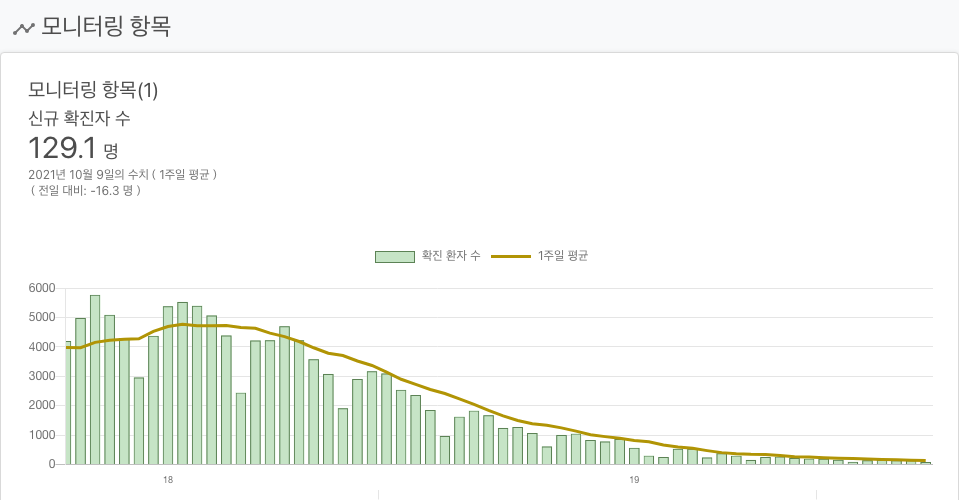 모니터링 항목
모니터링 항목(1)
신규 확진자 수
129.1 명
2021년 10월 9일의 수치 ( 1주일 평균 )
( 전일 대비: -16.3 명 )
확진 환자 수 1주일 평균
6000
5000
4000
3000
2000
1000
0
18 19